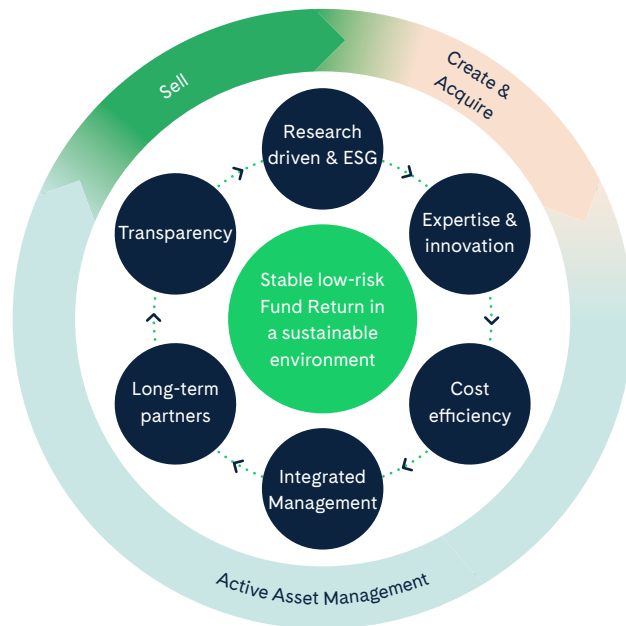 Sell
Create &
Acquire
Research
driven & ESG
Transparency
Expertise &
innovation
Stable low-risk
Fund Return in
a sustainable
environment
Long-term
partners
Cost
efficiency
Integrated
Management
Active Asset Management